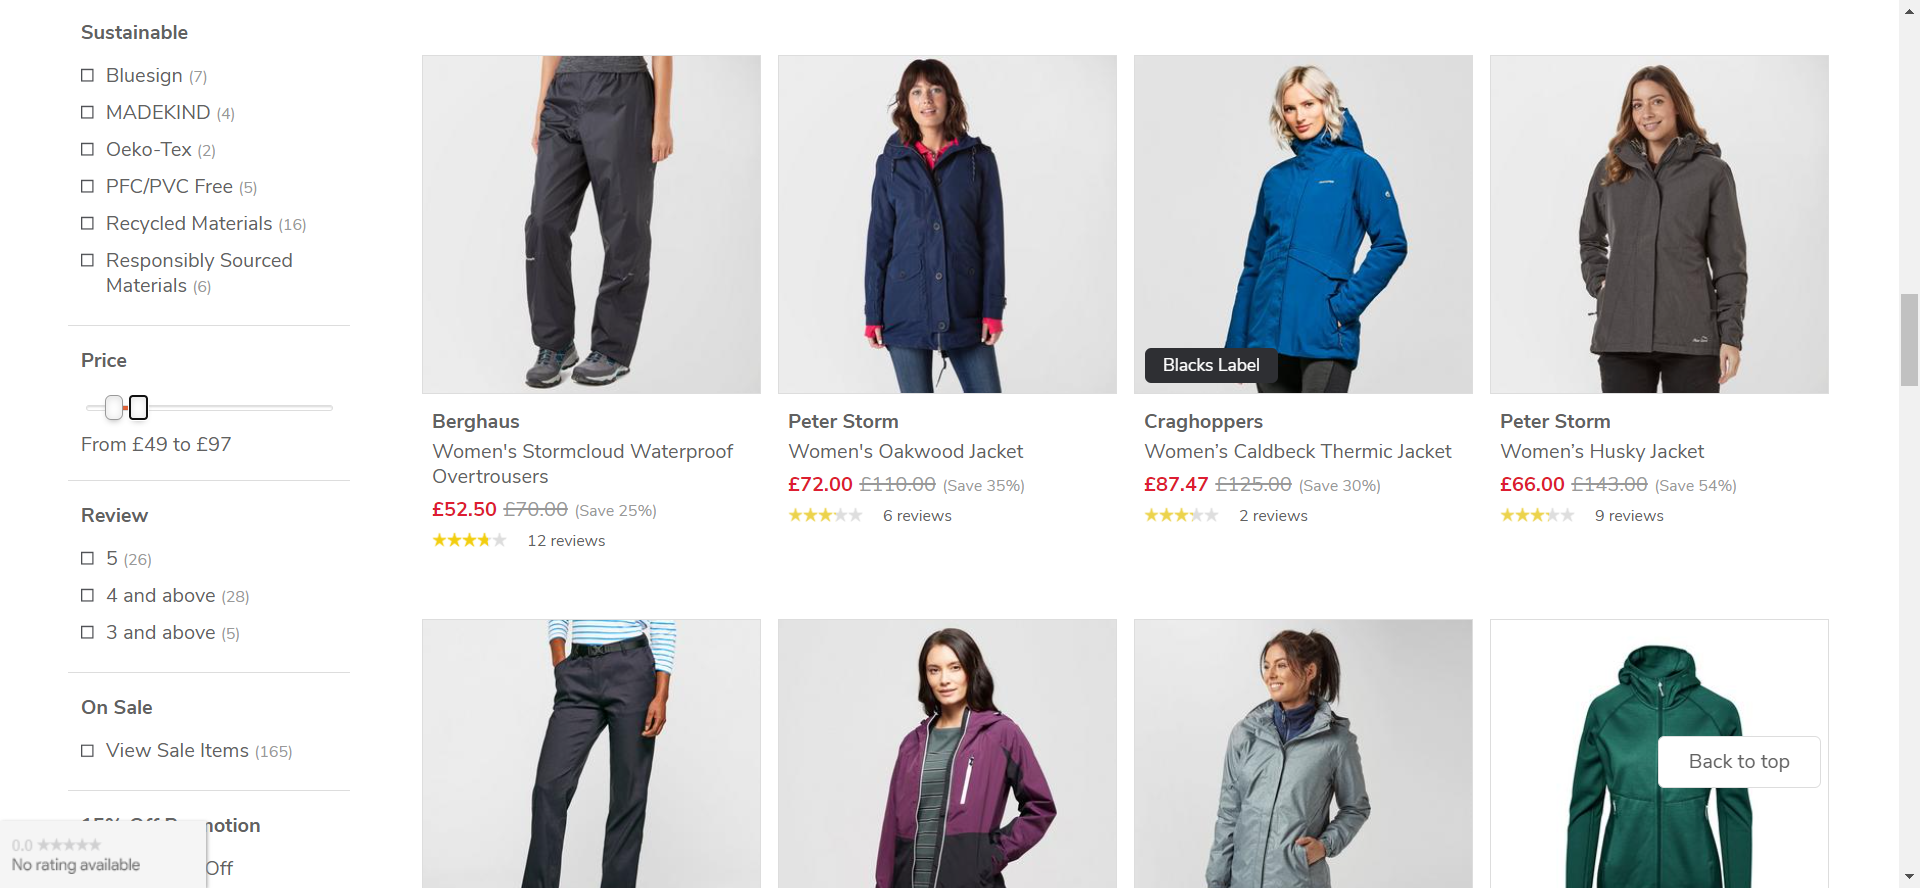 Sustainable
Bluesign (7)
MADEKIND (4)
Oeko-Tex (2)
PFC/PVC Free (5)
Recycled Materials (16)
Responsibly Sourced
Materials (6)
Price
From £49 to £97
Review
5 (26)
4 and above (28)
3 and above (5)
On Sale
View Sale Items (165)
15% Off Promotion
Off
0.0
No rating available
Blacks Label
Berghaus
Women's Stormcloud Waterproof
Overtrousers
£52.50 £70.00 (Save 25%)
12 reviews
Peter Storm
Women's Oakwood Jacket
£72.00 £110.00 (Save 35%)
6 reviews
Craghoppers
Women’s Caldbeck Thermic Jacket
£87.47 £125.00 (Save 30%)
2 reviews
Peter Storm
Women’s Husky Jacket
£66.00 £143.00 (Save 54%)
9 reviews
Back to top